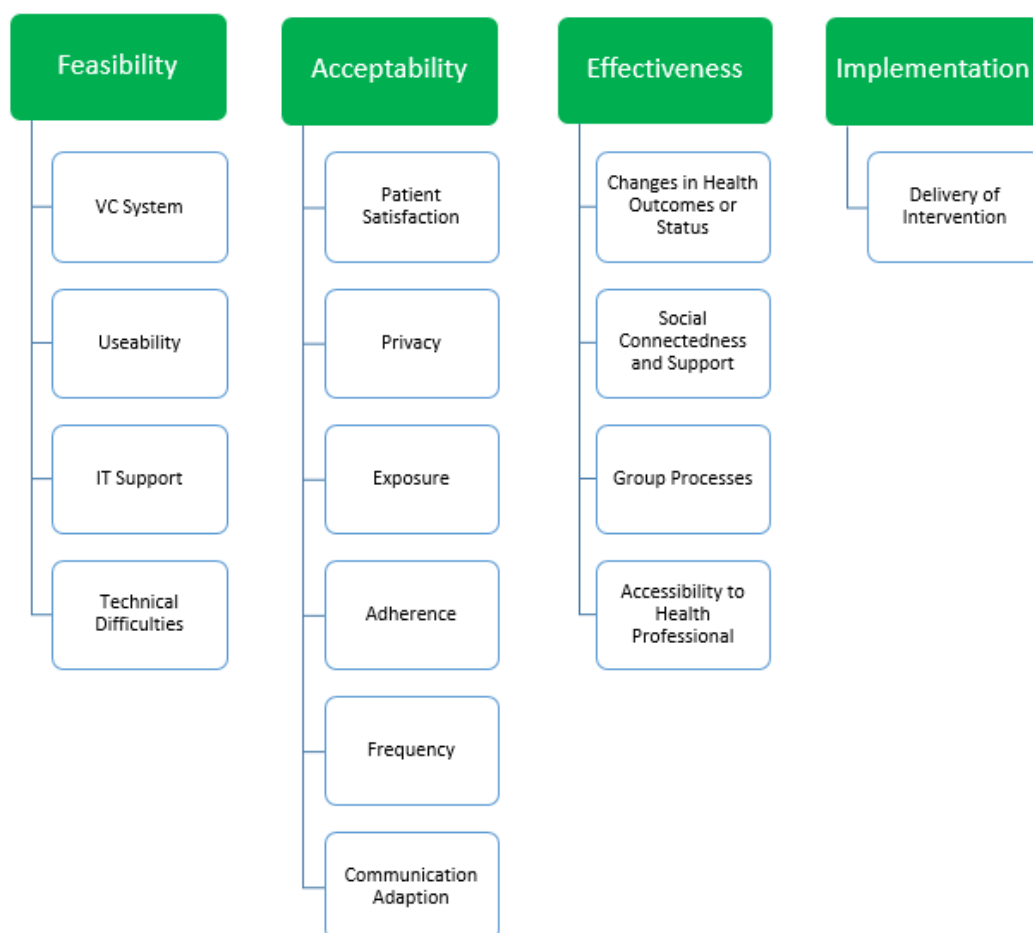 Feasibility
VC System
Useability
IT Support
Technical
Difficulties
Acceptability
Patient
Satisfaction
Privacy
Exposure
Adherence
Frequency
Communication
Adaption
Effectiveness
Changes in Health
Outcomes or
Status
Social
Connectedness
and Support
Group Processes
Accessibility to
Health
Professional
Implementation
Delivery of
Intervention